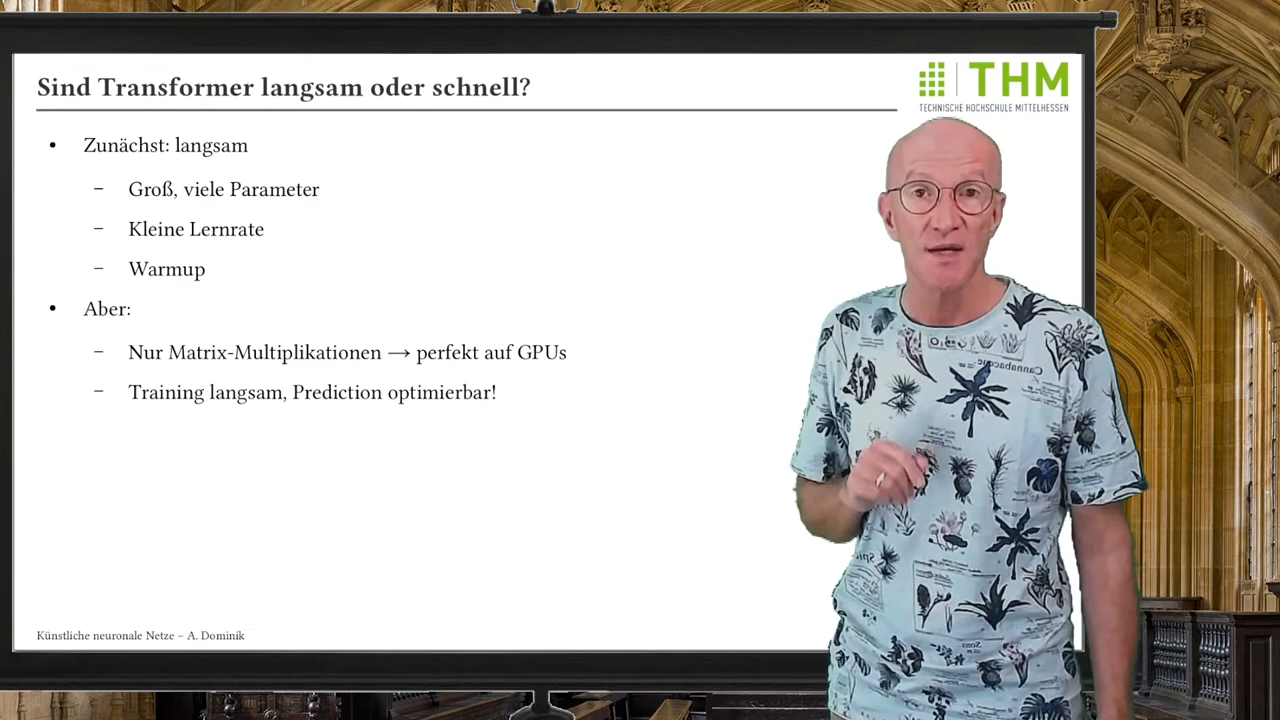 Sind Transformer langsam oder schnell?
THM
TECHNISCHE HOCHSCHULE MITTELHESSEN
• Zunächst: langsam
– Groß, viele Parameter
– Kleine Lernrate
– Warmup
• Aber:
– Nur Matrix-Multiplikationen → perfekt auf GPUs
– Training langsam, Prediction optimierbar!
Cannabaceae
Künstliche neuronale Netze – A. Dominik